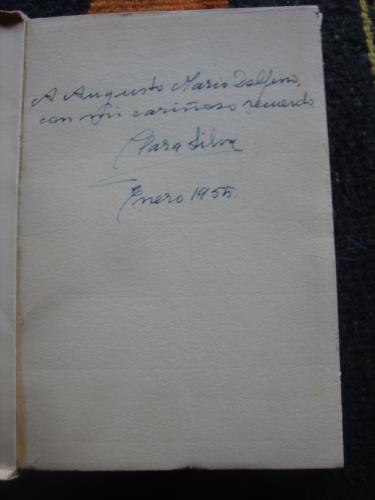 A Augusto Mario Delfino,
con mi cariñoso recuerdo
Clara Silva
Enero 1955.